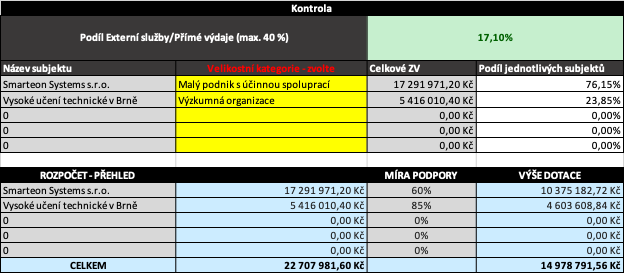 Kontrola
Podíl Externí služby/Přímé výdaje (max. 40 %) 17,10%
Název subjektu Velikostní kategorie - zvolte Celkové ZV Podíl jednotlivých subjektů
Smarteon Systems s.r.o. Malý podnik s účinnou spoluprací 17 291 971,20 Kč 76,15%
Vysoké učení technické v Brně Výzkumná organizace 5 416 010,40 Kč 23,85%
0 0,00 Kč 0,00%
0 0,00 Kč 0,00%
0 0,00 Kč 0,00%
ROZPOČET - PŘEHLED MÍRA PODPORY VÝŠE DOTACE
Smarteon Systems s.r.o. 17 291 971,20 Kč 60% 10 375 182,72 Kč
Vysoké učení technické v Brně 5 416 010,40 Kč 85% 4 603 608,84 Kč
0 0,00 Kč 0% 0,00 Kč
0 0,00 Kč 0% 0,00 Kč
0 0,00 Kč 0% 0,00 Kč
CELKEM 22 707 981,60 Kč 14 978 791,56 Kč